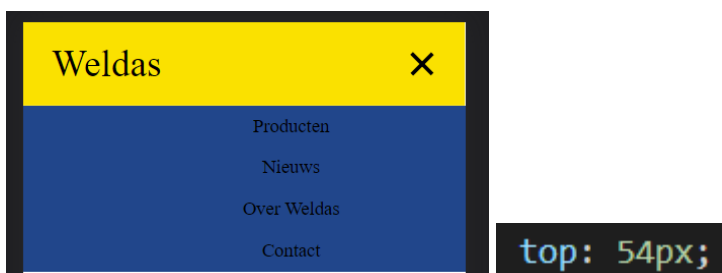 Weldas
Producten
Nieuws
Over Weldas
Contact
top: 54px;